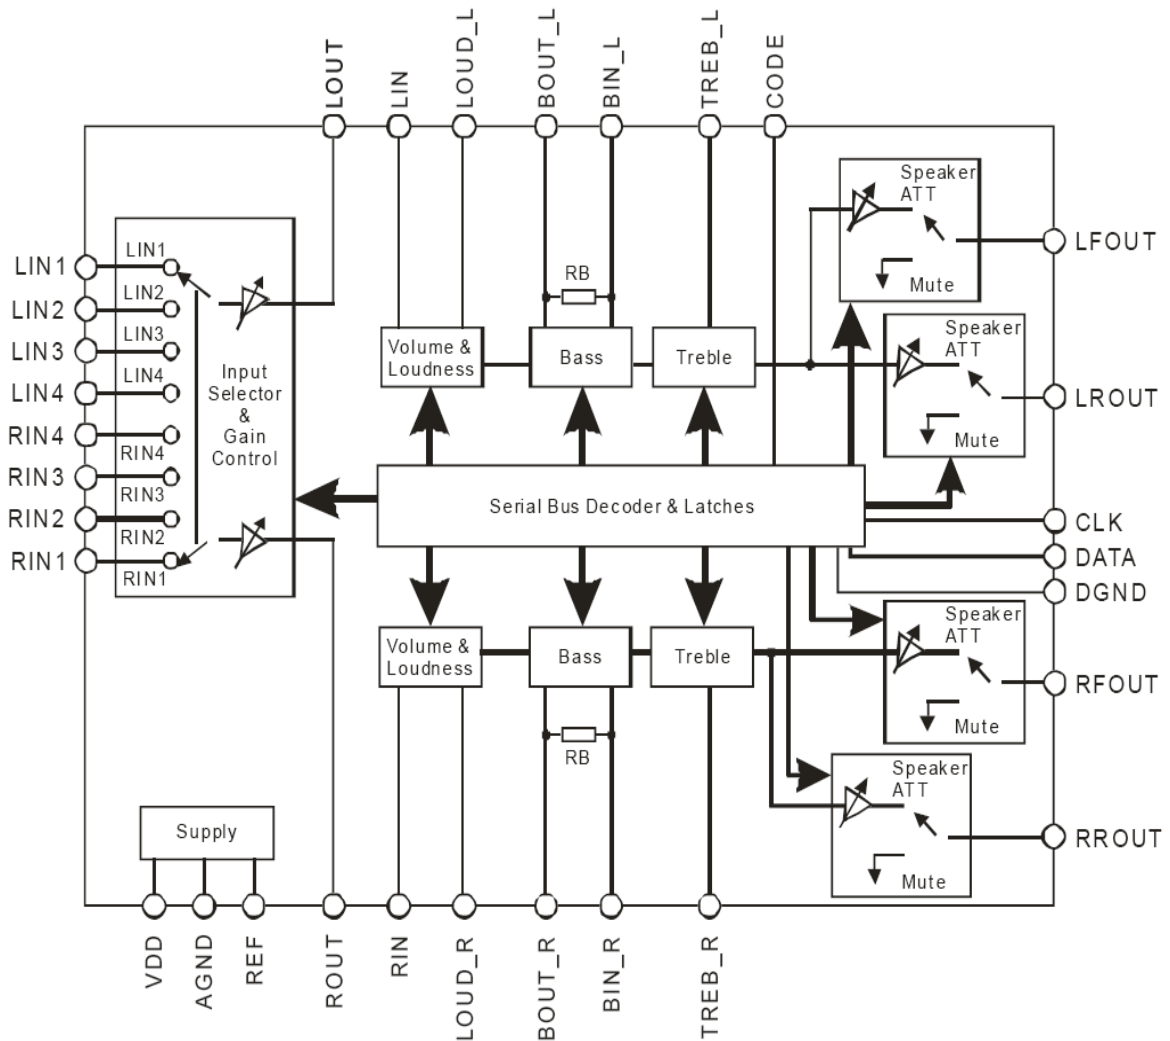 LOUT
LIN
LOUD_L
BOUT_L
BIN_L
TREB_L
CODE
Speaker
ATT
Mute
LFOUT
LIN1
LIN1
LIN2
LIN2
LIN3
LIN3
LIN4
LIN4
RIN4
RIN4
RIN3
RIN3
RIN2
RIN2
RIN1
RIN1
Input
Selector
&
Gain
Control
RB
Volume &
Loudness
Bass
Treble
Speaker
ATT
Mute
LROUT
Serial Bus Decoder & Latches
CLK
DATA
DGND
Volume &
Loudness
Bass
Treble
RB
Speaker
ATT
Mute
RFOUT
Speaker
ATT
Mute
RROUT
Supply
VDD
AGND
REF
ROUT
RIN
LOUD_R
BOUT_R
BIN_R
TREB_R